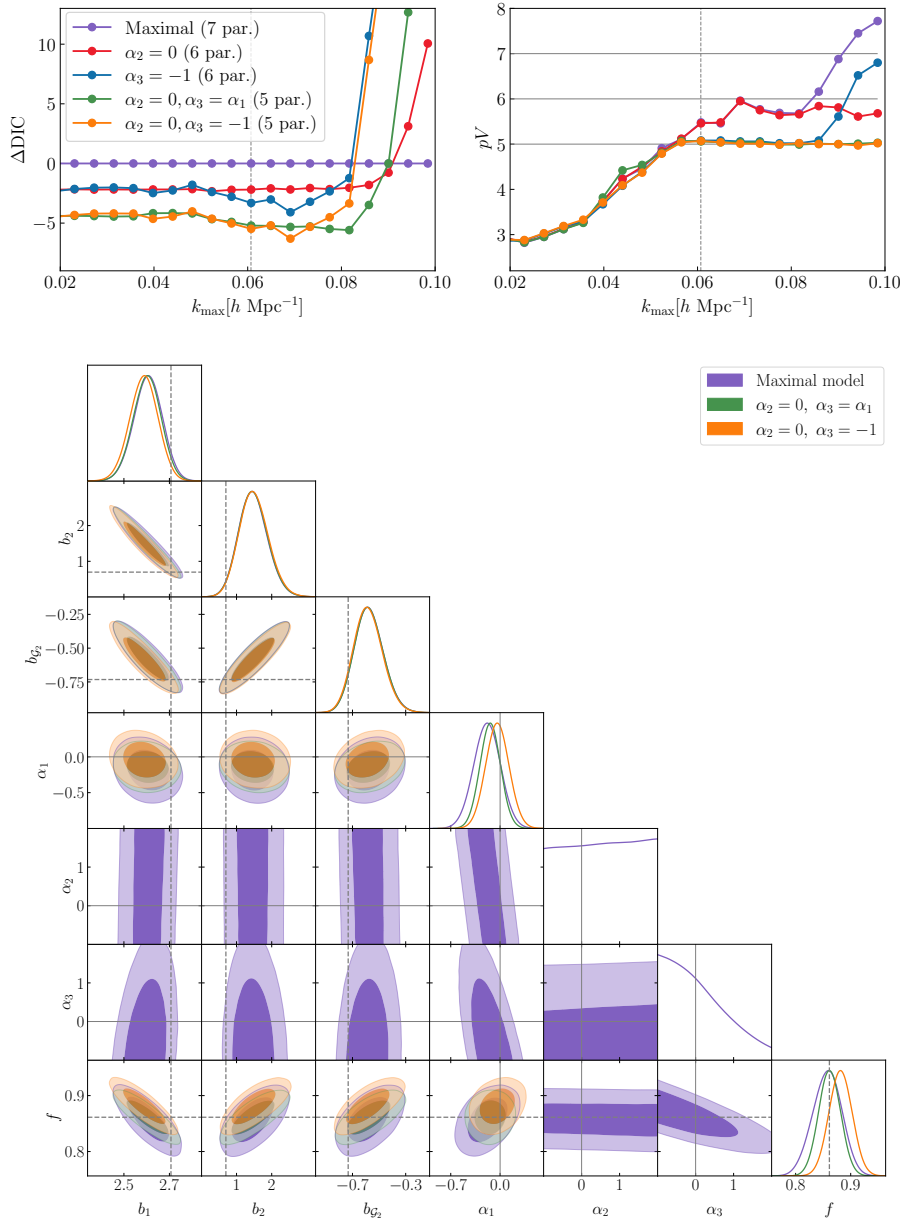 Maximal (7 par.)
α₂ = 0 (6 par.)
α₃ = −1 (6 par.)
α₂ = 0, α₃ = α₁ (5 par.)
α₂ = 0, α₃ = −1 (5 par.)
ΔDIC
10
5
0
−5
0.02 0.04 0.06 0.08 0.10
k_max[h Mpc⁻¹]
pV
8
7
6
5
4
3
0.02 0.04 0.06 0.08 0.10
k_max[h Mpc⁻¹]
Maximal model
α₂ = 0, α₃ = α₁
α₂ = 0, α₃ = −1
b₂
2
1
b_𝒢₂
−0.25
−0.50
−0.75
α₁
0.0
−0.5
α₂
1
0
α₃
1
0
f
0.9
0.8
2.5 2.7
1 2
−0.7 −0.3
−0.7 0.0
0 1
0 1
0.8 0.9
b₁ b₂ b_𝒢₂ α₁ α₂ α₃ f